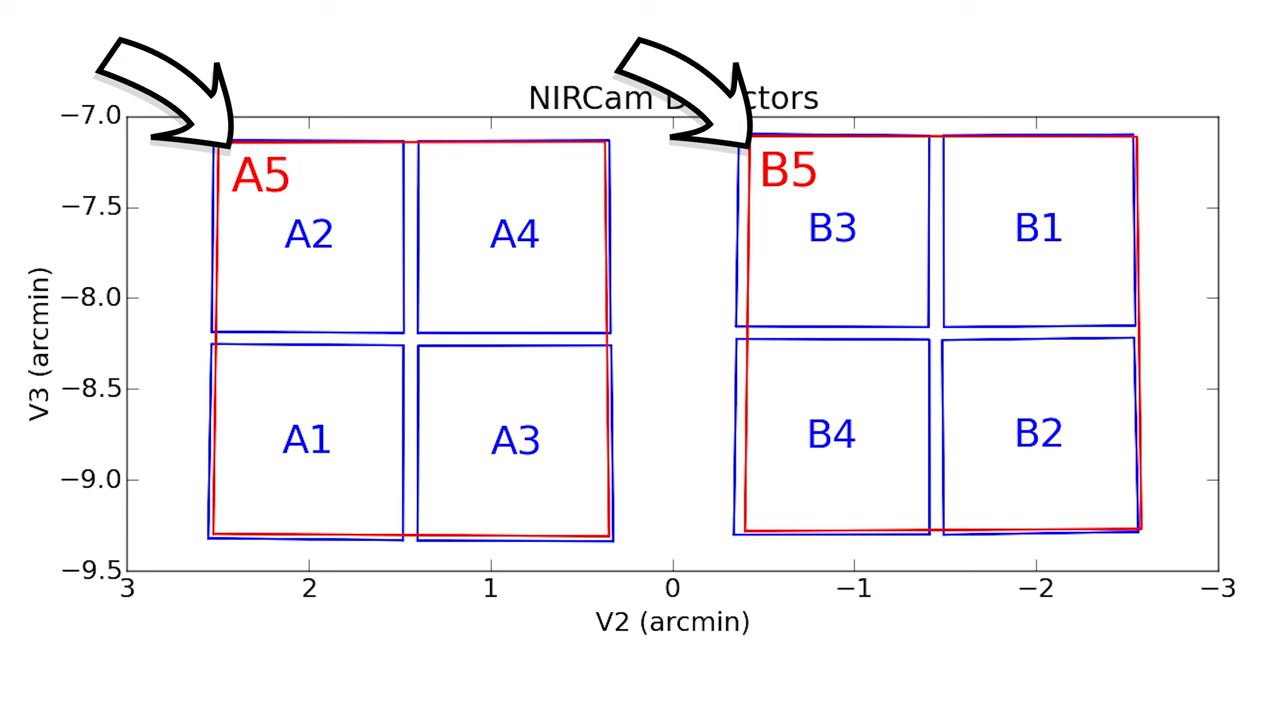 NIRCam D ctors
−7.0
A5
B5
−7.5
A2
A4
B3
B1
−8.0
V3 (arcmin)
−8.5
A1
A3
B4
B2
−9.0
−9.5
3
2
1
0
−1
−2
−3
V2 (arcmin)